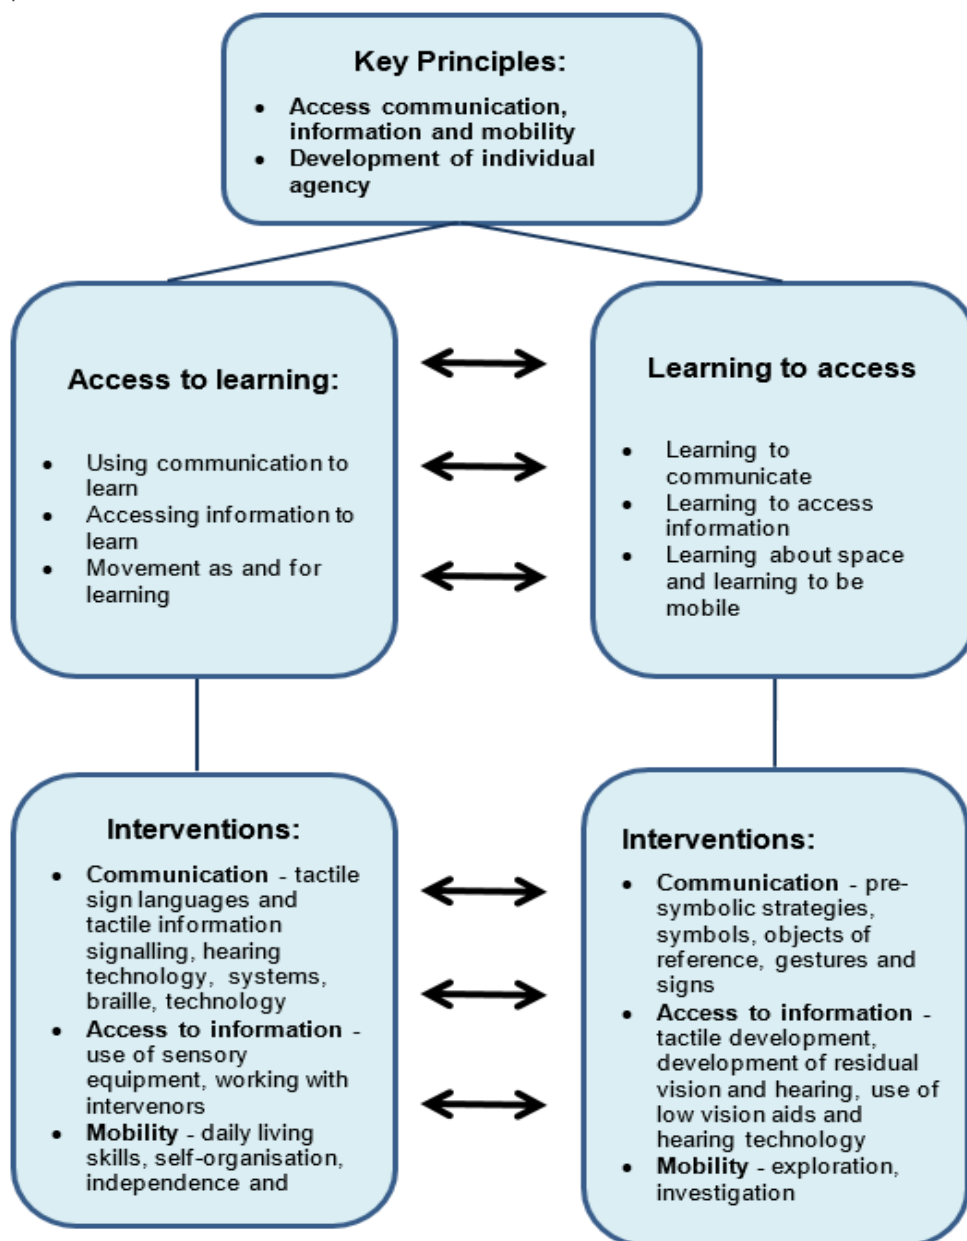 Key Principles:
• Access communication,
information and mobility
• Development of individual
agency
Access to learning:
• Using communication to
learn
• Accessing information to
learn
• Movement as and for
learning
Learning to access
• Learning to
communicate
• Learning to access
information
• Learning about space
and learning to be
mobile
Interventions:
• Communication - tactile
sign languages and
tactile information
signalling, hearing
technology, systems,
braille, technology
• Access to information -
use of sensory
equipment, working with
intervenors
• Mobility - daily living
skills, self-organisation,
independence and
Interventions:
• Communication - pre-
symbolic strategies,
symbols, objects of
reference, gestures and
signs
• Access to information -
tactile development,
development of residual
vision and hearing, use of
low vision aids and
hearing technology
• Mobility - exploration,
investigation